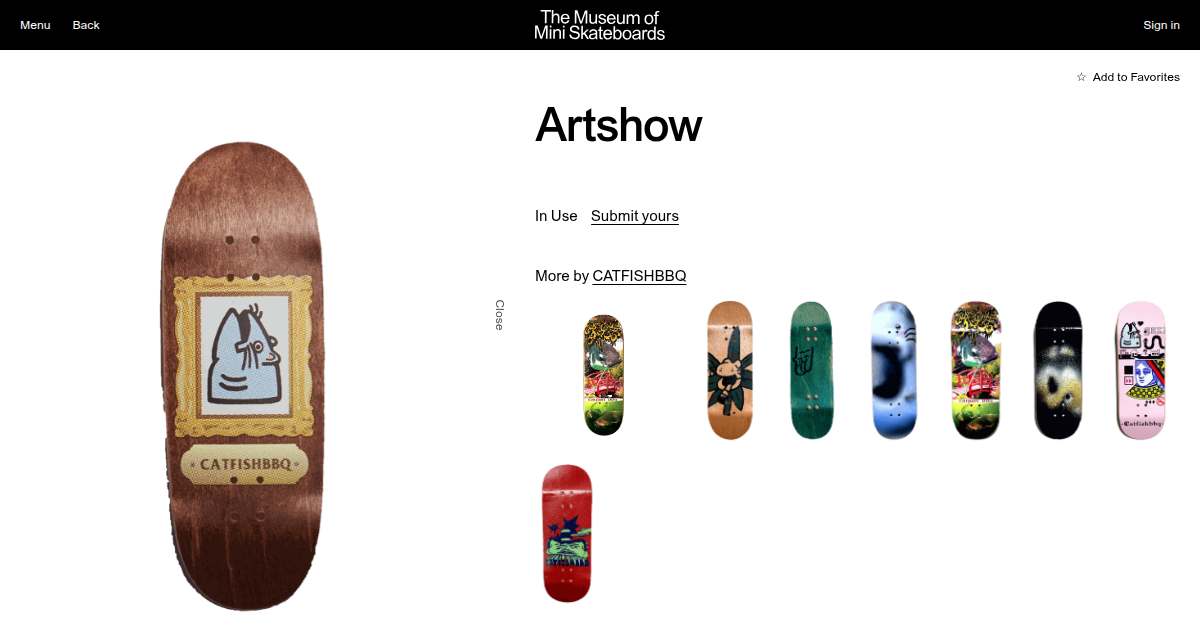 Menu
Back
The Museum of
Mini Skateboards
Sign in
☆ Add to Favorites
Artshow
In Use Submit yours
More by CATFISHBBQ
Close
CATFISHBBQ
Catfishbbq